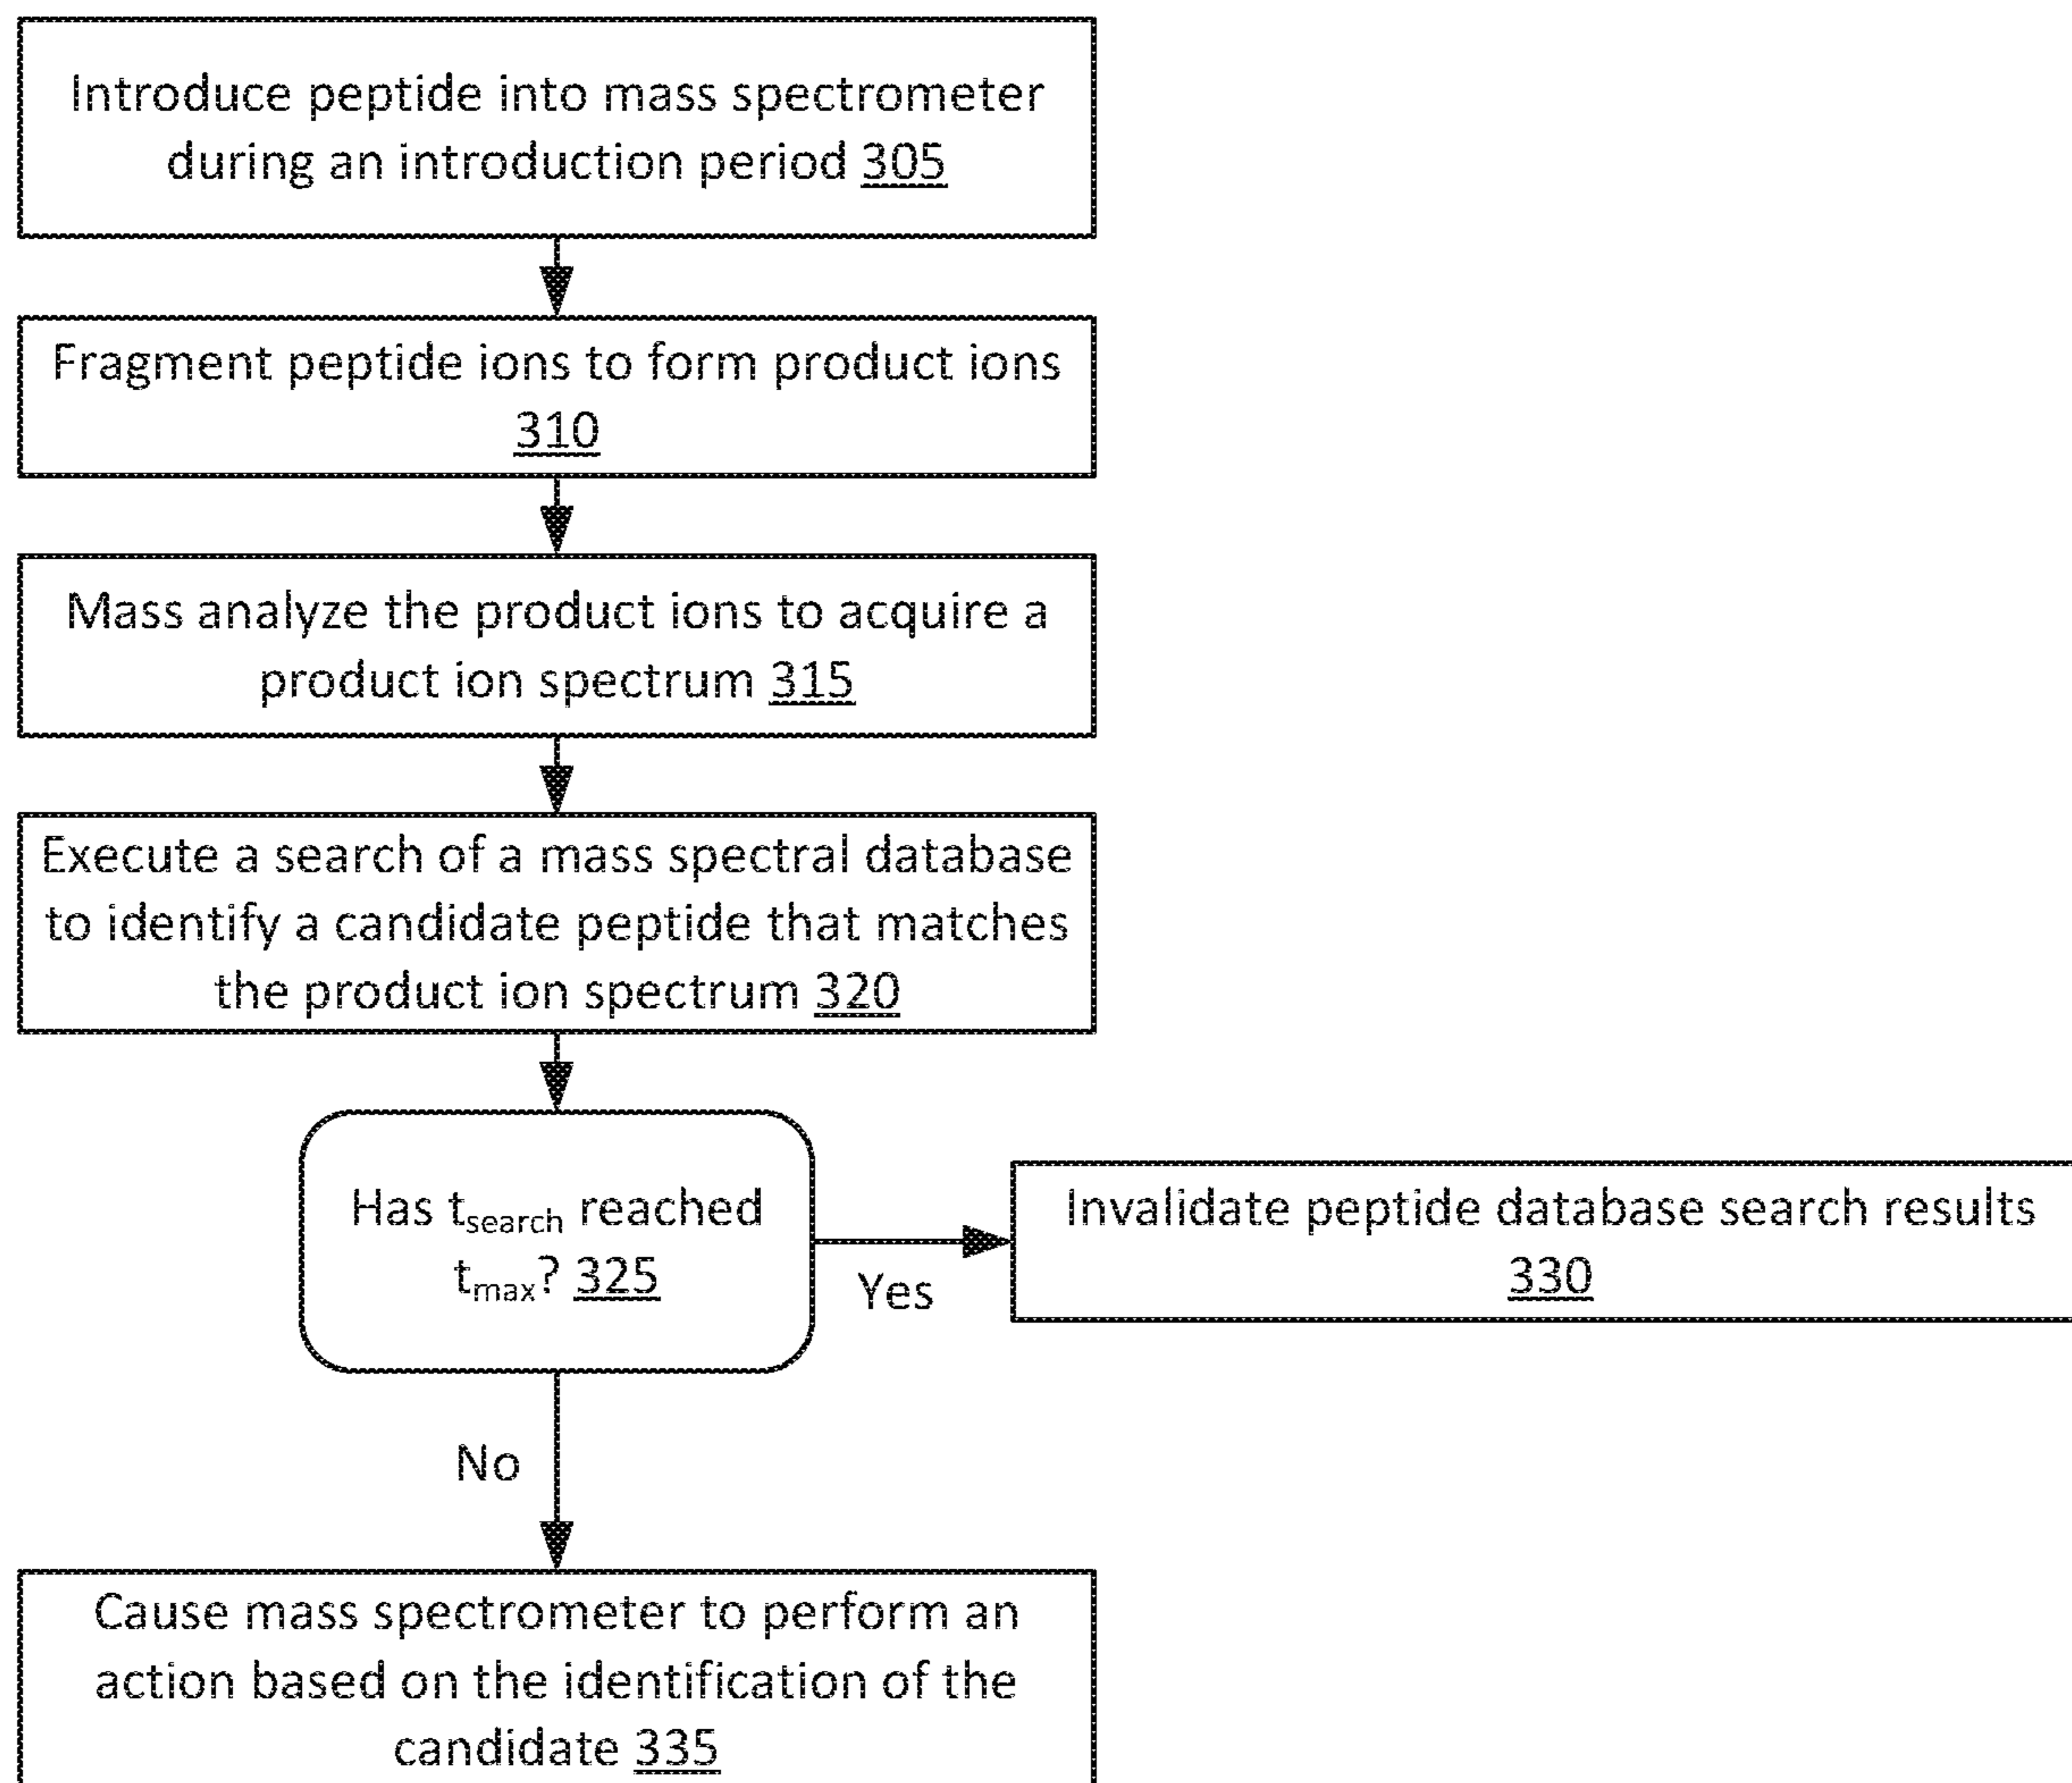 Introduce peptide into mass spectrometer
during an introduction period 305
Fragment peptide ions to form product ions
310
Mass analyze the product ions to acquire a
product ion spectrum 315
Execute a search of a mass spectral database
to identify a candidate peptide that matches
the product ion spectrum 320
Has tsearch reached
tmax? 325
Yes
Invalidate peptide database search results
330
No
Cause mass spectrometer to perform an
action based on the identification of the
candidate 335